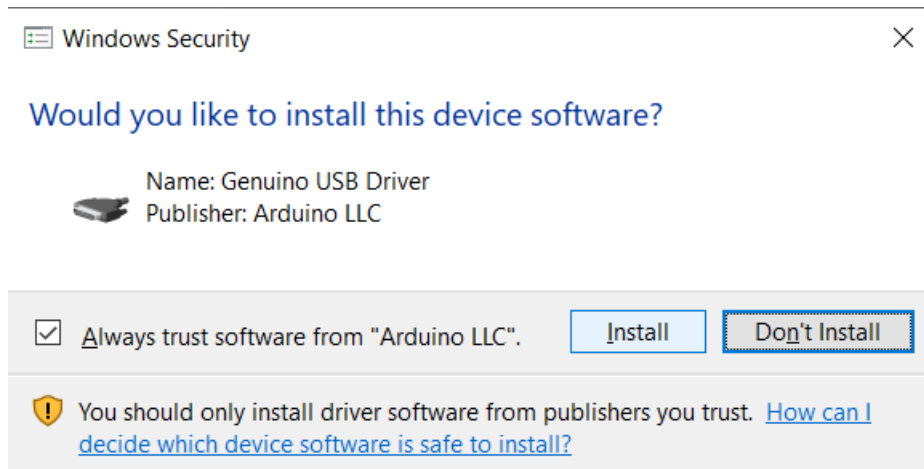 Windows Security
Would you like to install this device software?
Name: Genuino USB Driver
Publisher: Arduino LLC
Always trust software from "Arduino LLC".
Install
Don't Install
You should only install driver software from publishers you trust. How can I
decide which device software is safe to install?